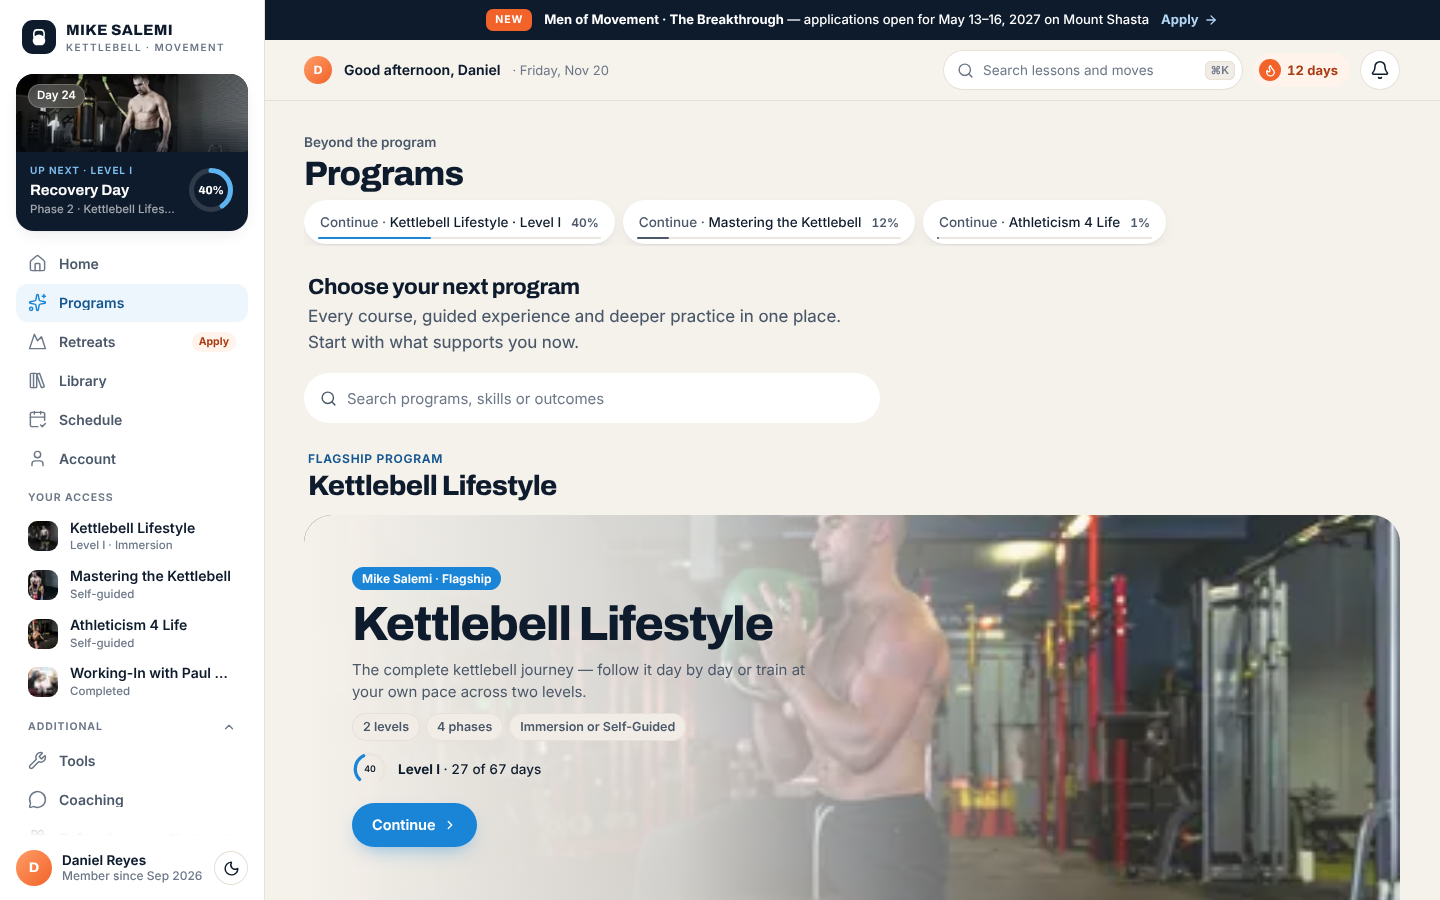 MIKE SALEMI
KETTLEBELL · MOVEMENT
Day 24
UP NEXT · LEVEL I
Recovery Day
Phase 2 · Kettlebell Lifes...
40%
Home
Programs
Retreats
Apply
Library
Schedule
Account
YOUR ACCESS
Kettlebell Lifestyle
Level I · Immersion
Mastering the Kettlebell
Self-guided
Athleticism 4 Life
Self-guided
Working-In with Paul ...
Completed
ADDITIONAL
Tools
Coaching
D
Daniel Reyes
Member since Sep 2026
NEW Men of Movement · The Breakthrough — applications open for May 13–16, 2027 on Mount Shasta Apply →
D Good afternoon, Daniel · Friday, Nov 20
Search lessons and moves ⌘K
12 days
Beyond the program
Programs
Continue · Kettlebell Lifestyle · Level I 40%
Continue · Mastering the Kettlebell 12%
Continue · Athleticism 4 Life 1%
Choose your next program
Every course, guided experience and deeper practice in one place.
Start with what supports you now.
Search programs, skills or outcomes
FLAGSHIP PROGRAM
Kettlebell Lifestyle
Mike Salemi · Flagship
Kettlebell Lifestyle
The complete kettlebell journey — follow it day by day or train at
your own pace across two levels.
2 levels 4 phases Immersion or Self-Guided
40 Level I · 27 of 67 days
Continue